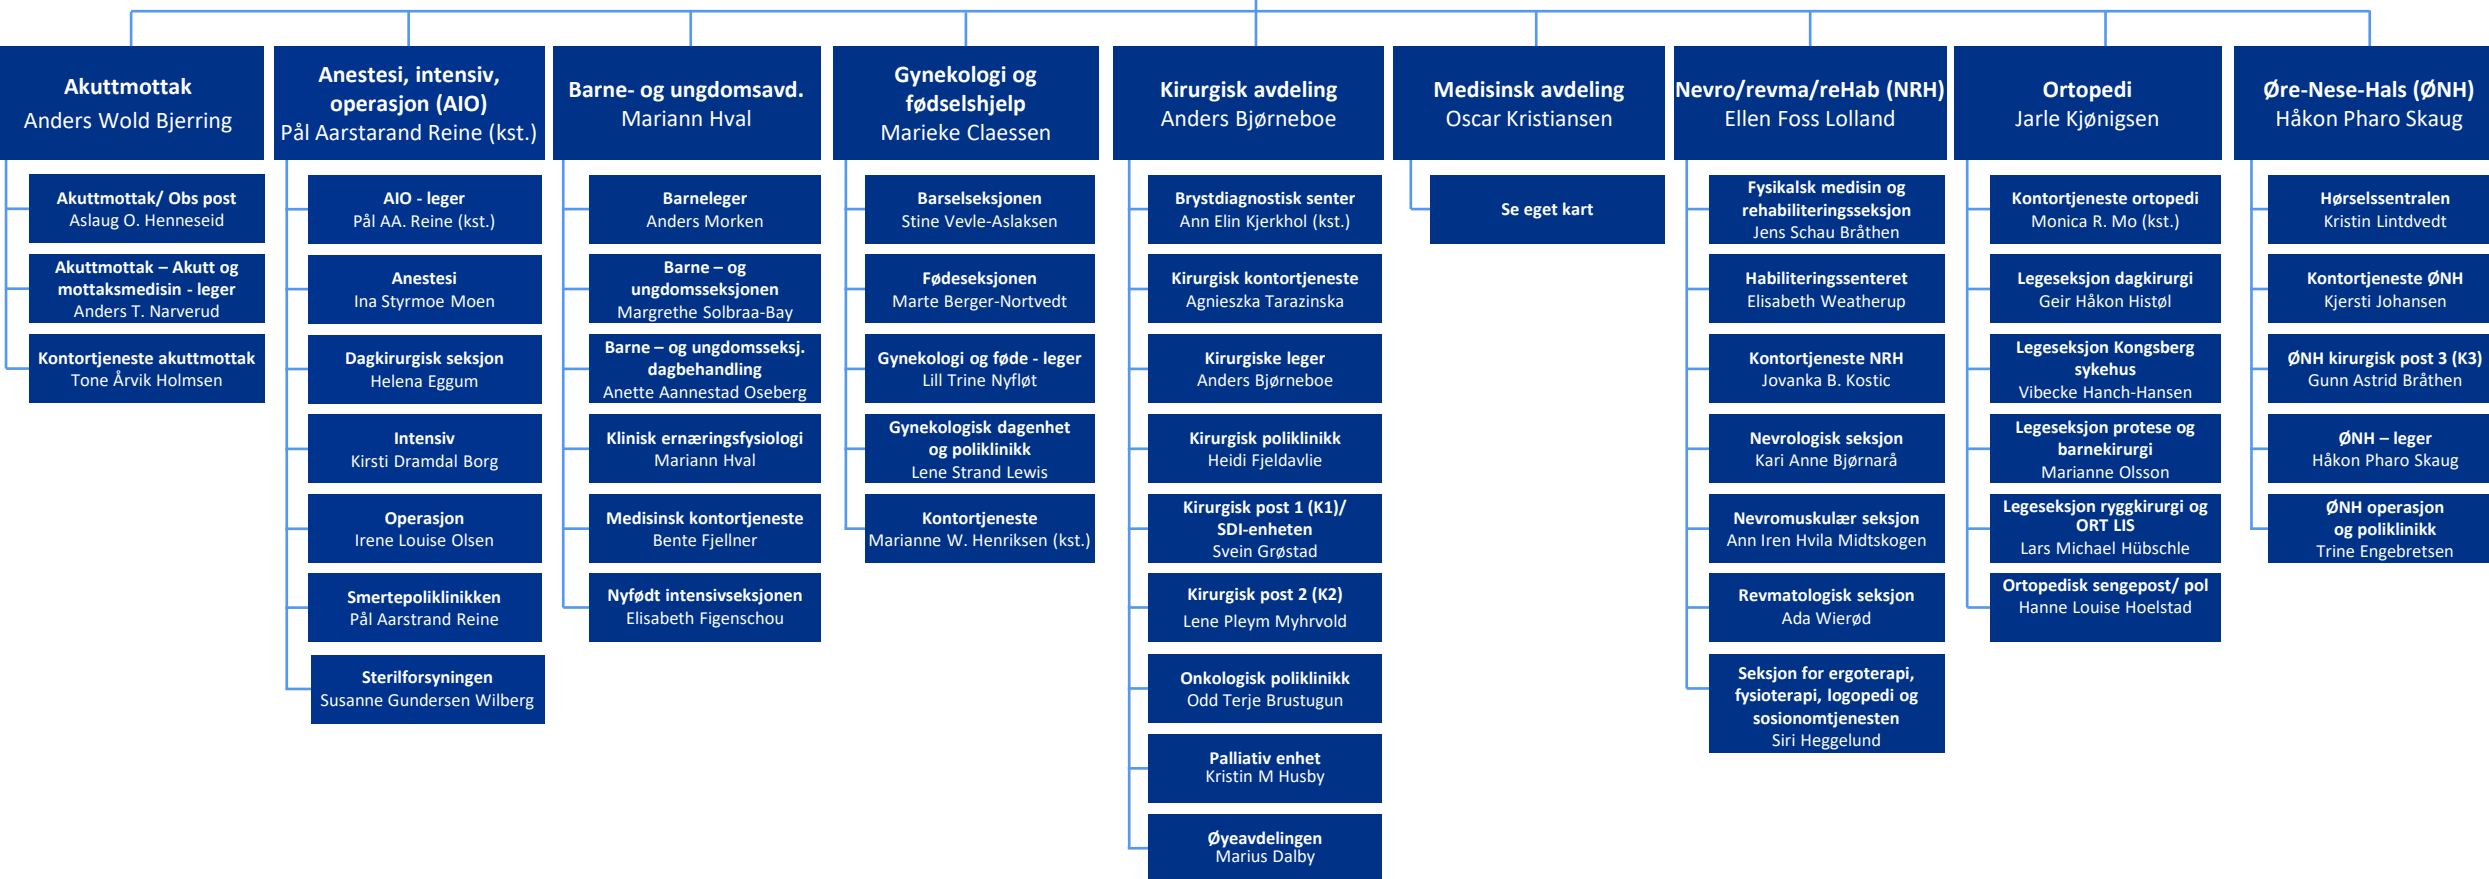 Akuttmottak
Anders Wold Bjerring
Akuttmottak/ Obs post
Aslaug O. Henneseid
Akuttmottak – Akutt og
mottaksmedisin - leger
Anders T. Narverud
Kontortjeneste akuttmottak
Tone Årvik Holmsen
Anestesi, intensiv,
operasjon (AIO)
Pål Aarstarand Reine (kst.)
AIO - leger
Pål AA. Reine (kst.)
Anestesi
Ina Styrmoe Moen
Dagkirurgisk seksjon
Helena Eggum
Intensiv
Kirsti Dramdal Borg
Operasjon
Irene Louise Olsen
Smertepoliklinikken
Pål Aarstrand Reine
Sterilforsyningen
Susanne Gundersen Wilberg
Barne- og ungdomsavd.
Mariann Hval
Barneleger
Anders Morken
Barne – og
ungdomsseksjonen
Margrethe Solbraa-Bay
Barne – og ungdomsseksj.
dagbehandling
Anette Aannestad Oseberg
Klinisk ernæringsfysiologi
Mariann Hval
Medisinsk kontortjeneste
Bente Fjellner
Nyfødt intensivseksjonen
Elisabeth Figenschou
Gynekologi og
fødselshjelp
Marieke Claessen
Barselseksjonen
Stine Vevle-Aslaksen
Fødeseksjonen
Marte Berger-Nortvedt
Gynekologi og føde - leger
Lill Trine Nyfløt
Gynekologisk dagenhet
og poliklinikk
Lene Strand Lewis
Kontortjeneste
Marianne W. Henriksen (kst.)
Kirurgisk avdeling
Anders Bjørneboe
Brystdiagnostisk senter
Ann Elin Kjerkhol (kst.)
Kirurgisk kontortjeneste
Agnieszka Tarazinska
Kirurgiske leger
Anders Bjørneboe
Kirurgisk poliklinikk
Heidi Fjeldavlie
Kirurgisk post 1 (K1)/
SDI-enheten
Svein Grøstad
Kirurgisk post 2 (K2)
Lene Pleym Myhrvold
Onkologisk poliklinikk
Odd Terje Brustugun
Palliativ enhet
Kristin M Husby
Øyeavdelingen
Marius Dalby
Medisinsk avdeling
Oscar Kristiansen
Se eget kart
Nevro/revma/reHab (NRH)
Ellen Foss Lolland
Fysikalsk medisin og
rehabiliteringsseksjon
Jens Schau Bråthen
Habiliteringssenteret
Elisabeth Weatherup
Kontortjeneste NRH
Jovanka B. Kostic
Nevrologisk seksjon
Kari Anne Bjørnarå
Nevromuskulær seksjon
Ann Iren Hvila Midtskogen
Revmatologisk seksjon
Ada Wierød
Seksjon for ergoterapi,
fysioterapi, logopedi og
sosionomtjenesten
Siri Heggelund
Ortopedi
Jarle Kjønigsen
Kontortjeneste ortopedi
Monica R. Mo (kst.)
Legeseksjon dagkirurgi
Geir Håkon Histøl
Legeseksjon Kongsberg
sykehus
Vibecke Hanch-Hansen
Legeseksjon protese og
barnekirurgi
Marianne Olsson
Legeseksjon ryggkirurgi og
ORT LIS
Lars Michael Hübschle
Ortopedisk sengepost/ pol
Hanne Louise Hoelstad
Øre-Nese-Hals (ØNH)
Håkon Pharo Skaug
Hørselssentralen
Kristin Lintdvedt
Kontortjeneste ØNH
Kjersti Johansen
ØNH kirurgisk post 3 (K3)
Gunn Astrid Bråthen
ØNH – leger
Håkon Pharo Skaug
ØNH operasjon
og poliklinikk
Trine Engebretsen